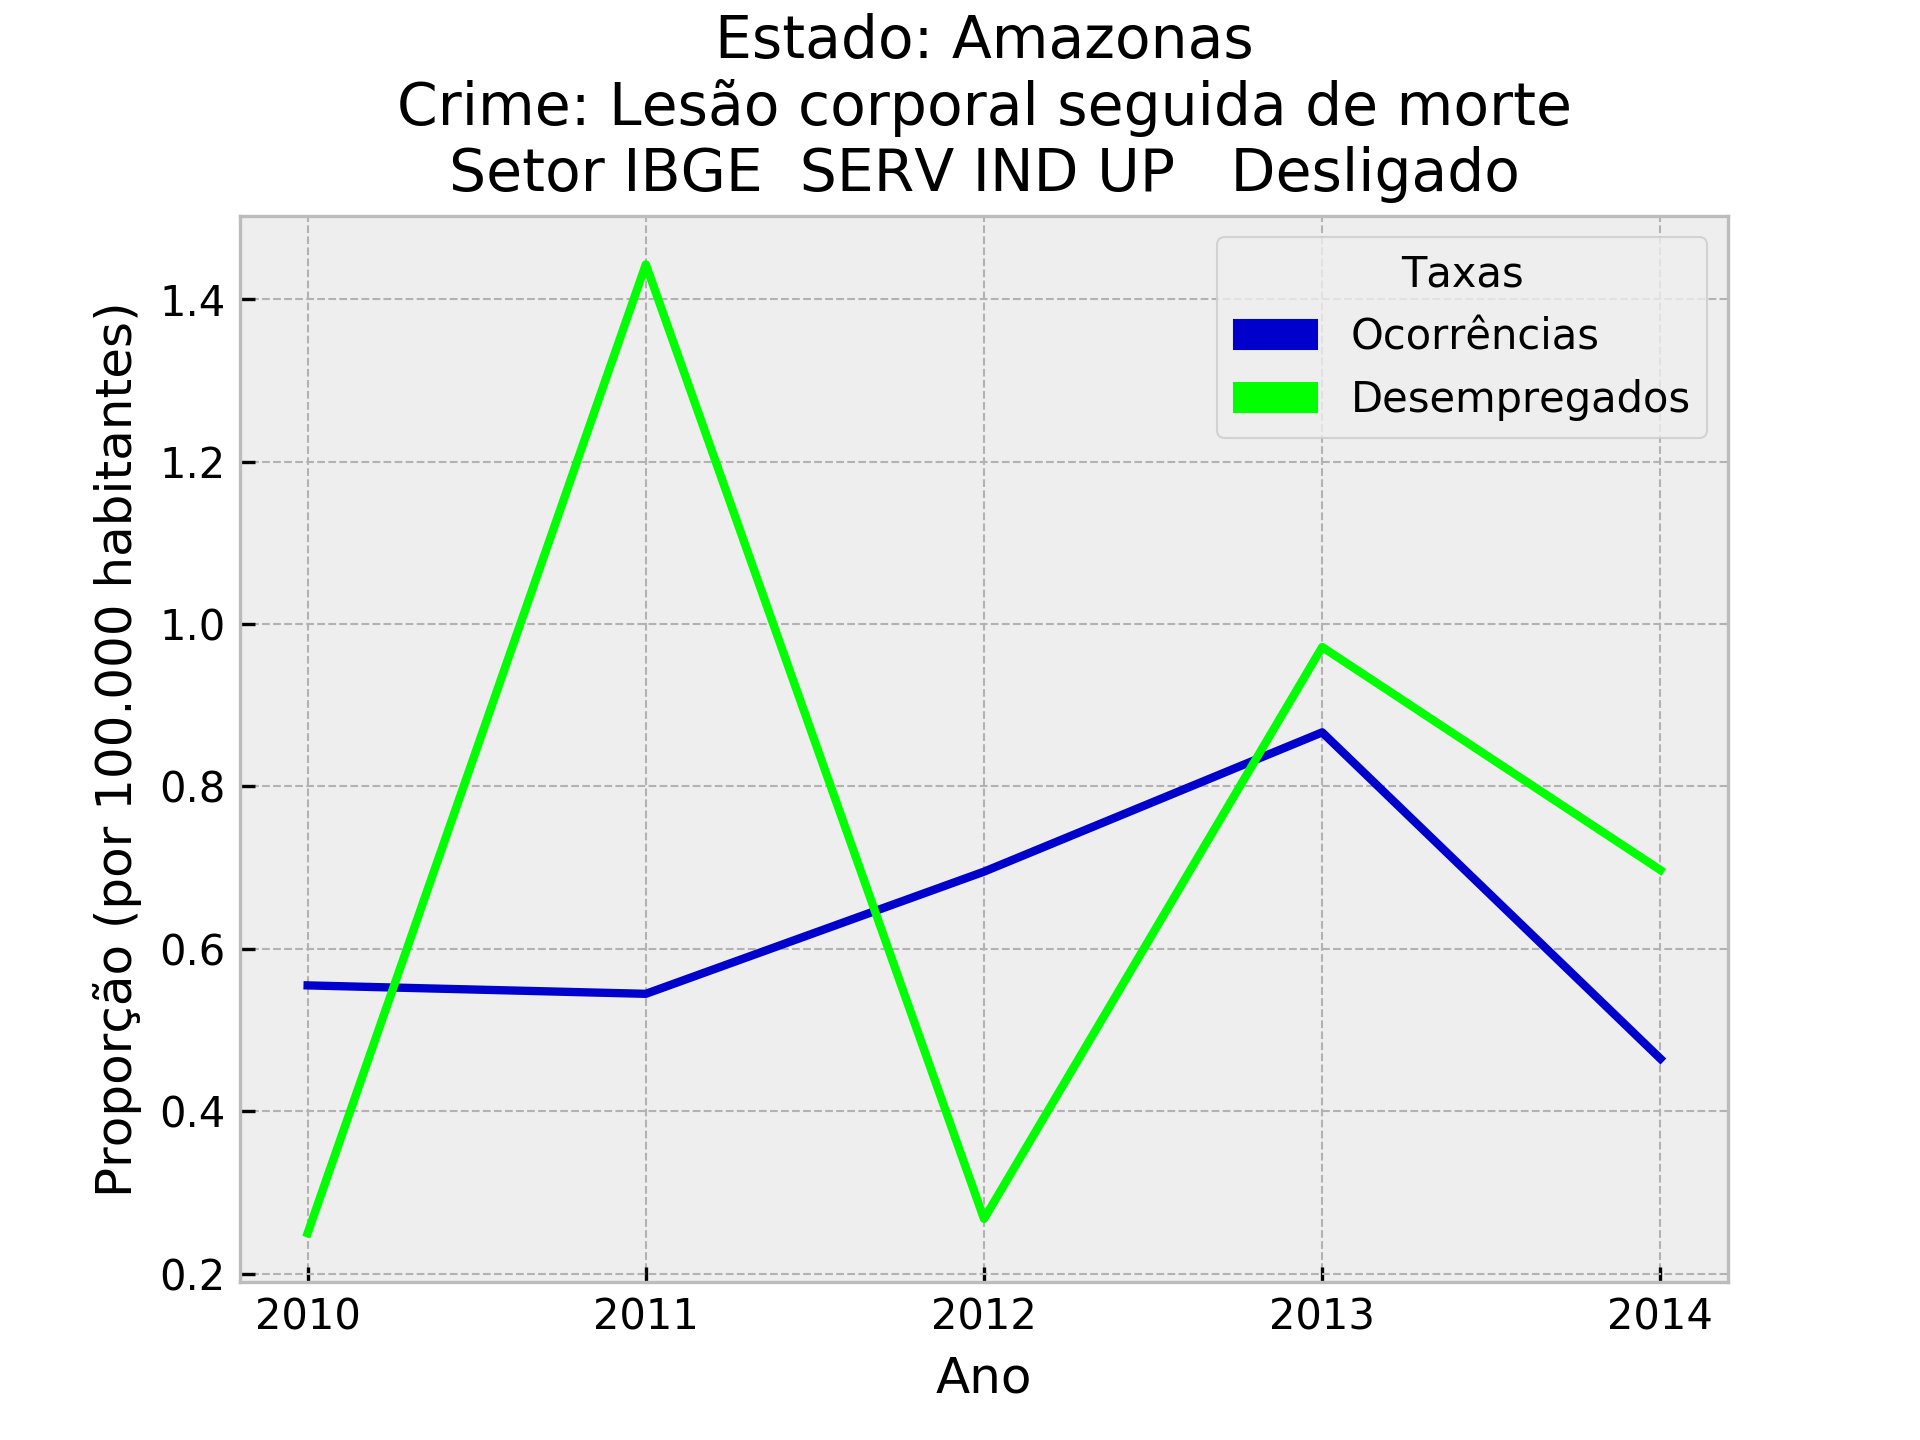 Estado: Amazonas
Crime: Lesão corporal seguida de morte
Setor IBGE  SERV IND UP   Desligado
Taxas
Ocorrências
Desempregados
Proporção (por 100.000 habitantes)
1.4
1.2
1.0
0.8
0.6
0.4
0.2
2010 2011 2012 2013 2014
Ano